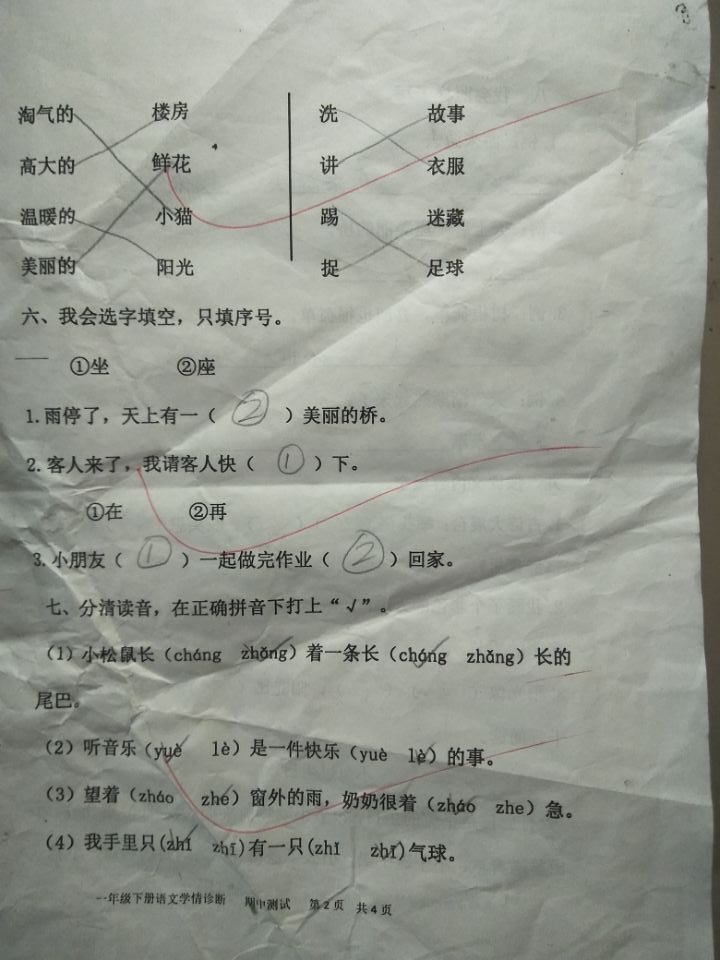 淘气的 楼房 洗 故事
高大的 鲜花 讲 衣服
温暖的 小猫 踢 迷藏
美丽的 阳光 捉 足球
六、我会选字填空，只填序号。
①坐 ②座
1.雨停了，天上有一（ ② ）美丽的桥。
2.客人来了，我请客人快（ ① ）下。
①在 ②再
3.小朋友（ ① ）一起做完作业（ ② ）回家。
七、分清读音，在正确拼音下打上“√”。
（1）小松鼠长（cháng zhǎng）着一条长（cháng zhǎng）长的
尾巴。
（2）听音乐（yuè lè）是一件快乐（yuè lè）的事。
（3）望着（zháo zhe）窗外的雨，奶奶很着（zháo zhe）急。
（4）我手里只(zhǐ zhī)有一只(zhǐ zhī)气球。
一年级下册语文学情诊断 期中测试 第2页 共4页